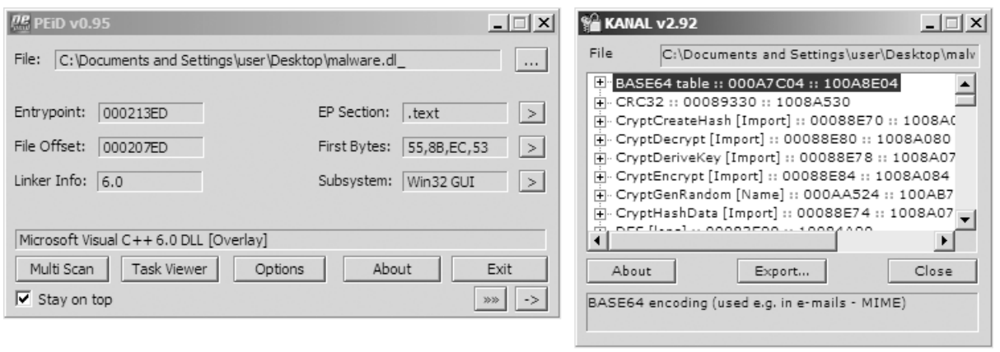 PEiD v0.95
File: C:\Documents and Settings\user\Desktop\malware.dl_ ...
Entrypoint: 000213ED EP Section: .text >
File Offset: 000207ED First Bytes: 55,8B,EC,53 >
Linker Info: 6.0 Subsystem: Win32 GUI >
Microsoft Visual C++ 6.0 DLL [Overlay]
Multi Scan Task Viewer Options About Exit
Stay on top »» ->
KANAL v2.92
File C:\Documents and Settings\user\Desktop\malw
BASE64 table :: 000A7C04 :: 100A8E04
CRC32 :: 00089330 :: 1008A530
CryptCreateHash [Import] :: 00088E70 :: 1008A0
CryptDecrypt [Import] :: 00088E80 :: 1008A080
CryptDeriveKey [Import] :: 00088E78 :: 1008A07
CryptEncrypt [Import] :: 00088E84 :: 1008A084
CryptGenRandom [Name] :: 000AA524 :: 100AB7
CryptHashData [Import] :: 00088E74 :: 1008A07
About Export... Close
BASE64 encoding (used e.g. in e-mails - MIME)